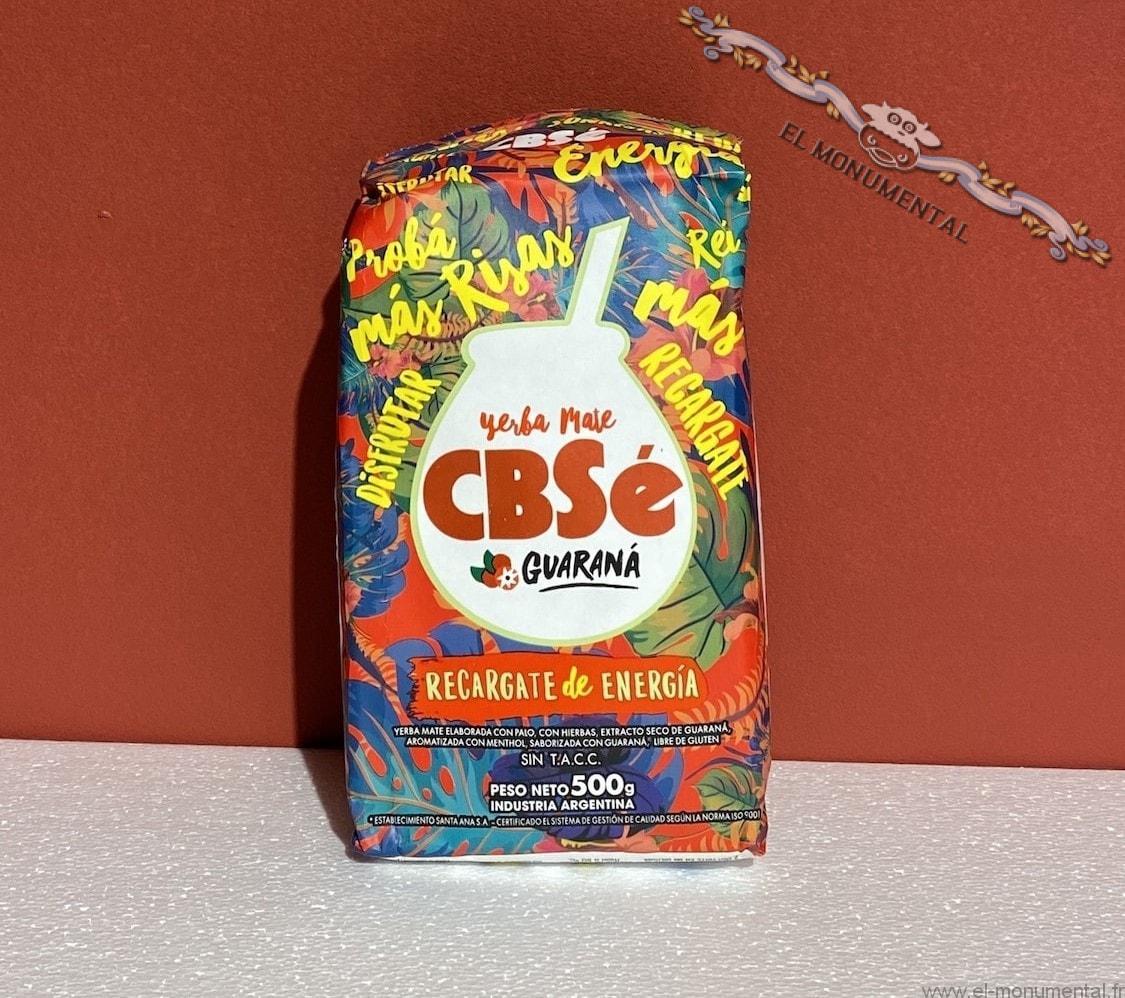 EL MONUMENTAL
CBSé
Energía
DISFRUTAR
Probá
más Risas
Reí
más
DISFRUTAR
RECARGATE
yerba Mate
CBSé
GUARANÁ
RECARGATE de ENERGÍA
YERBA MATE ELABORADA CON PALO, CON HIERBAS, EXTRACTO SECO DE GUARANÁ,
AROMATIZADA CON MENTHOL, SABORIZADA CON GUARANÁ, LIBRE DE GLUTEN
SIN T.A.C.C.
PESO NETO 500g
INDUSTRIA ARGENTINA
* ESTABLECIMIENTO SANTA ANA S.A. - CERTIFICADO EL SISTEMA DE GESTIÓN DE CALIDAD SEGÚN LA NORMA ISO 9001
www.el-monumental.fr